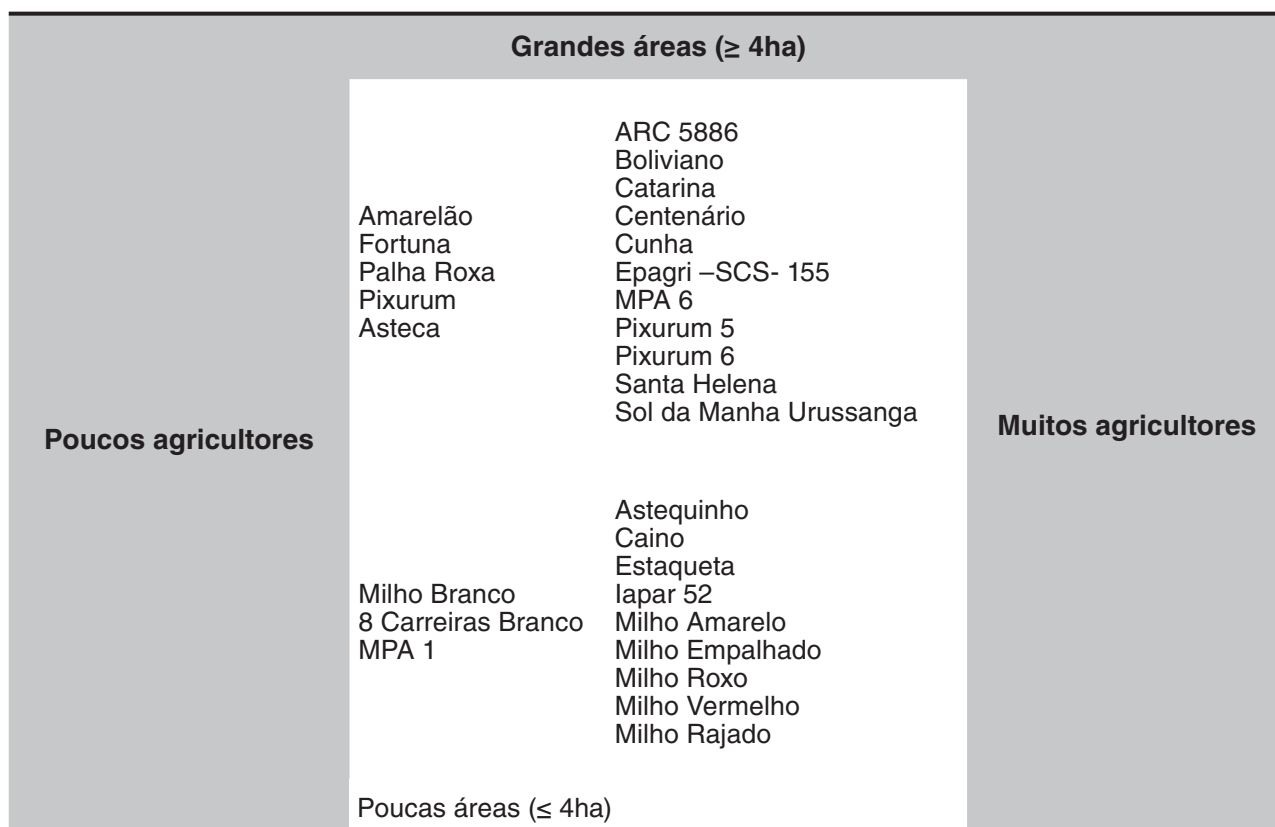 Grandes áreas (≥ 4ha)
Poucos agricultores
Amarelão
Fortuna
Palha Roxa
Pixurum
Asteca
ARC 5886
Boliviano
Catarina
Centenário
Cunha
Epagri –SCS- 155
MPA 6
Pixurum 5
Pixurum 6
Santa Helena
Sol da Manha Urussanga
Muitos agricultores
Milho Branco
8 Carreiras Branco
MPA 1
Astequinho
Caino
Estaqueta
Iapar 52
Milho Amarelo
Milho Empalhado
Milho Roxo
Milho Vermelho
Milho Rajado
Poucas áreas (≤ 4ha)